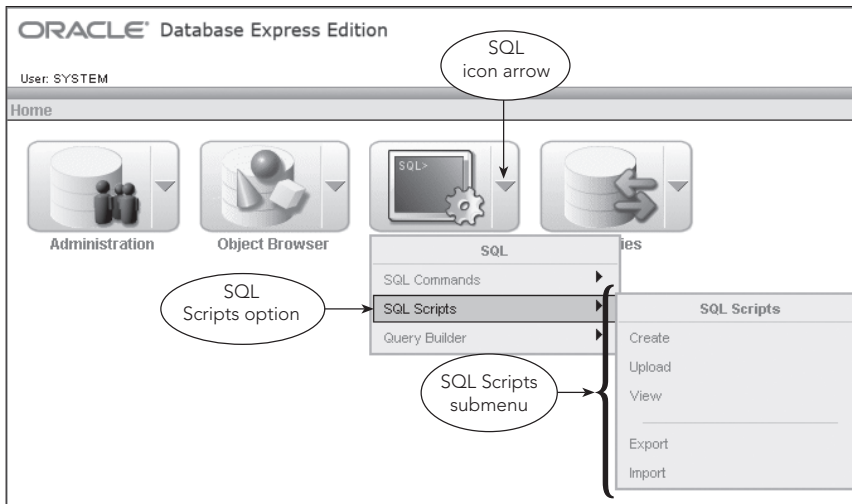 ORACLE® Database Express Edition
User: SYSTEM
Home
SQL
icon arrow
SQL>
Administration
Object Browser
ies
SQL
SQL Commands
SQL Scripts
Query Builder
SQL
Scripts option
SQL Scripts
submenu
SQL Scripts
Create
Upload
View
Export
Import